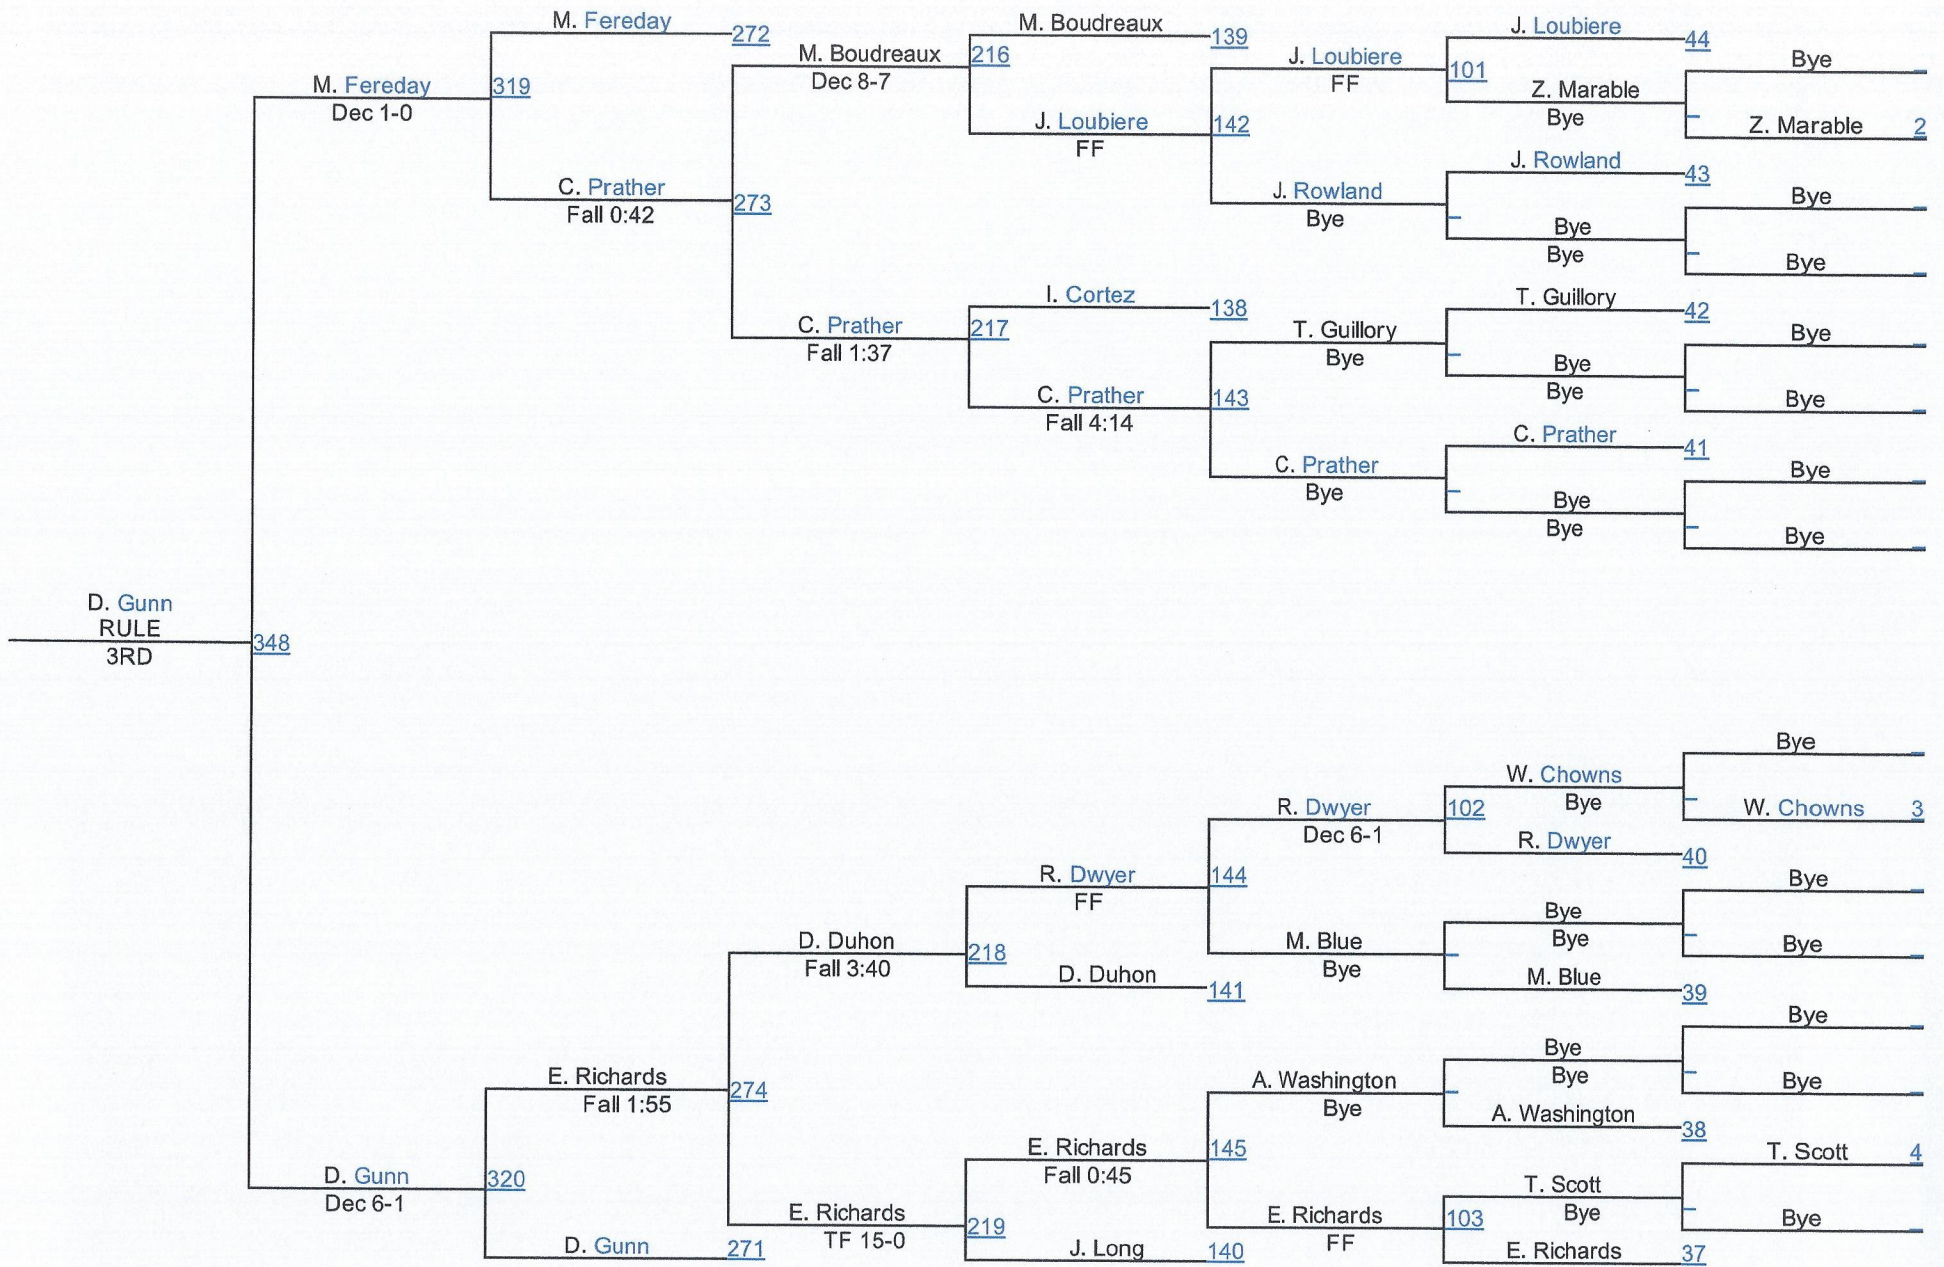 M. Fereday
272
M. Fereday
319
Dec 1-0
C. Prather
273
Fall 0:42
M. Boudreaux
216
Dec 8-7
M. Boudreaux
139
J. Loubiere
142
FF
J. Loubiere
101
FF
J. Loubiere
44
Z. Marable
Bye
Bye
Z. Marable 2
J. Rowland
Bye
J. Rowland
43
Bye
Bye
Bye
Bye
C. Prather
217
Fall 1:37
I. Cortez
138
C. Prather
143
Fall 4:14
T. Guillory
Bye
T. Guillory
42
Bye
Bye
Bye
Bye
C. Prather
Bye
C. Prather
41
Bye
Bye
Bye
Bye
D. Gunn
RULE
348
3RD
Bye
W. Chowns
Bye
W. Chowns 3
R. Dwyer
102
Dec 6-1
R. Dwyer
40
R. Dwyer
144
FF
Bye
Bye
Bye
Bye
M. Blue
Bye
M. Blue
39
D. Duhon
218
Fall 3:40
D. Duhon
141
Bye
Bye
Bye
Bye
A. Washington
Bye
A. Washington
38
E. Richards
274
Fall 1:55
E. Richards
145
Fall 0:45
T. Scott 4
T. Scott
Bye
Bye
D. Gunn
320
Dec 6-1
E. Richards
219
TF 15-0
E. Richards
103
FF
E. Richards
37
D. Gunn
271
J. Long
140